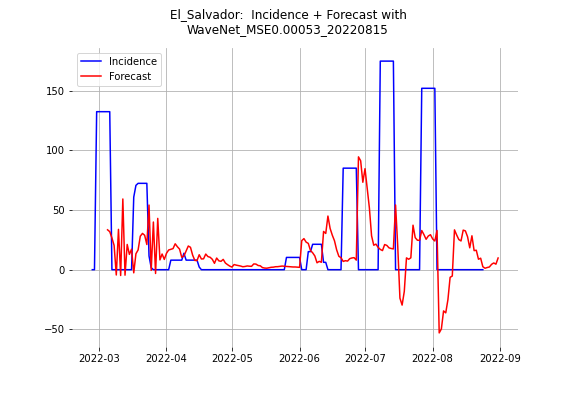 El_Salvador:  Incidence + Forecast with
WaveNet_MSE0.00053_20220815
Incidence
Forecast
150
100
50
0
−50
2022-03 2022-04 2022-05 2022-06 2022-07 2022-08 2022-09